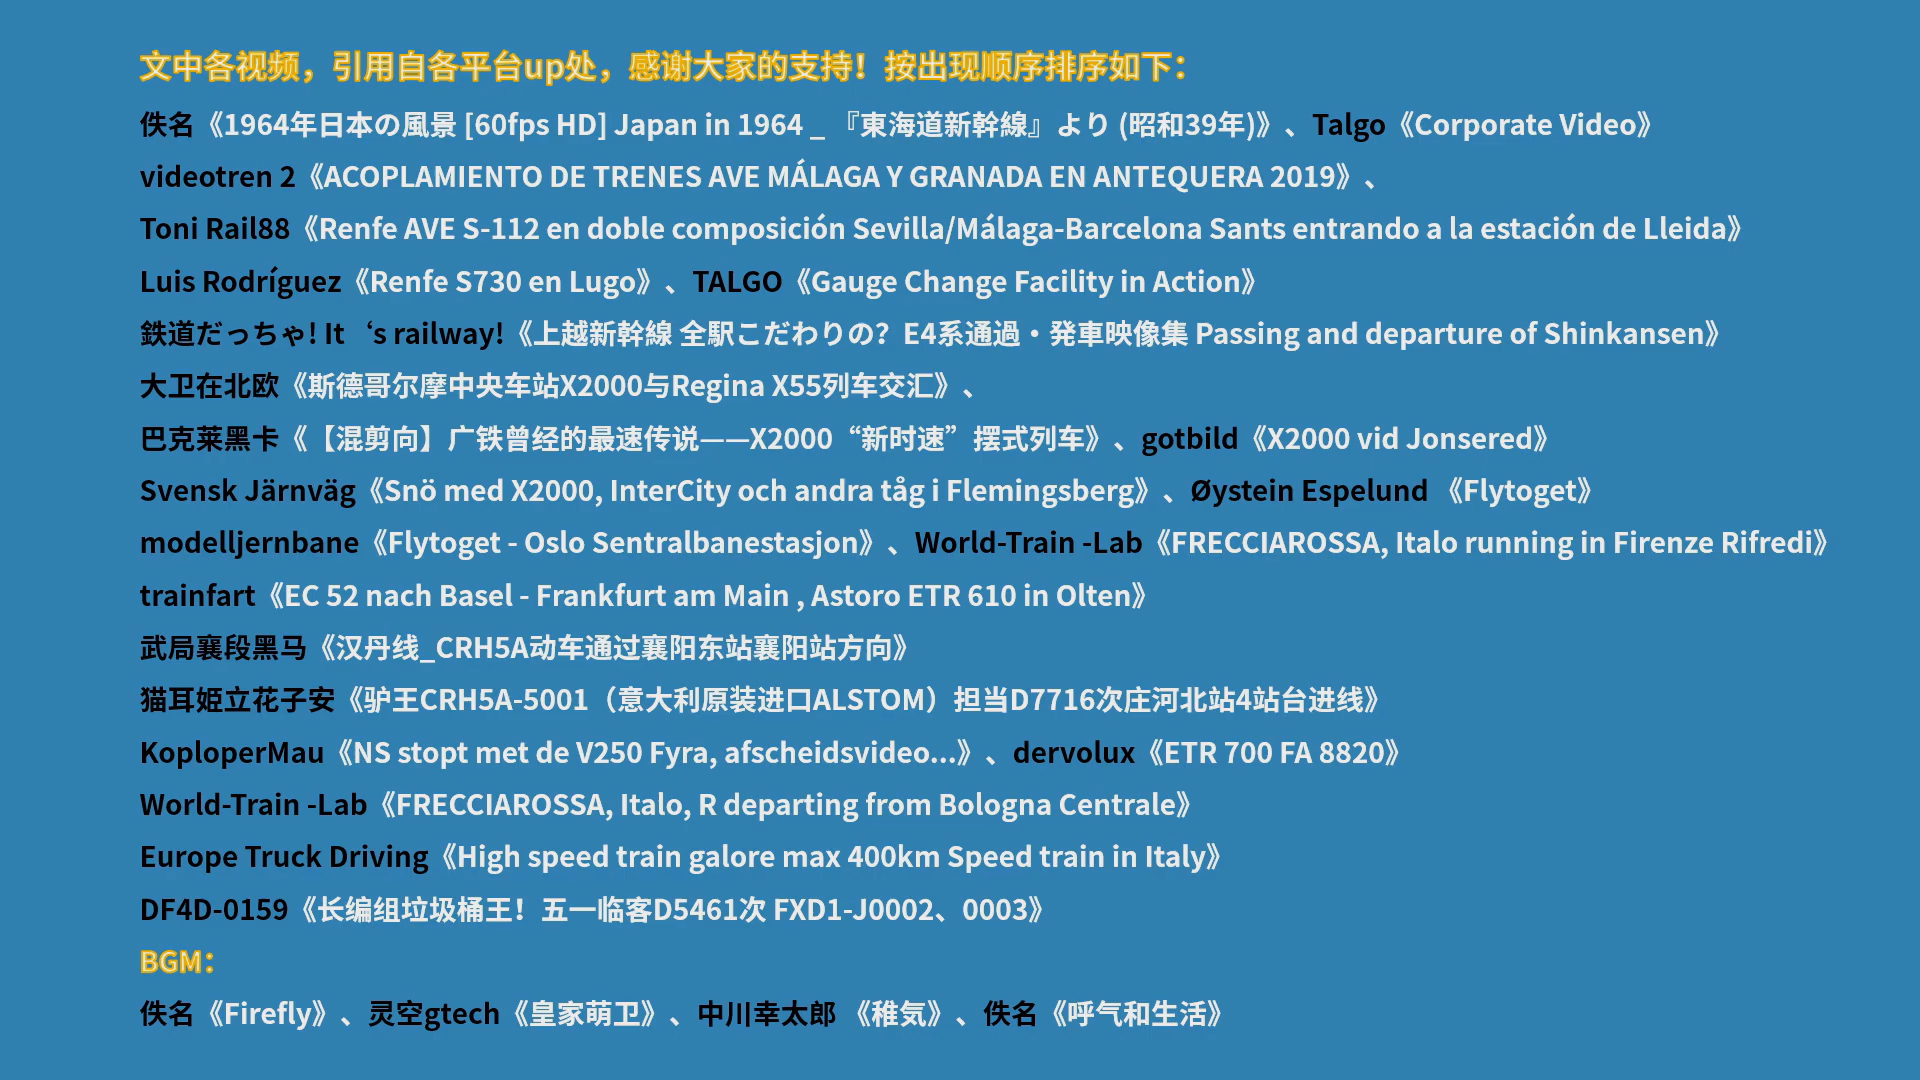 文中各视频，引用自各平台up处，感谢大家的支持！按出现顺序排序如下：
佚名《1964年日本の風景 [60fps HD] Japan in 1964 _ 『東海道新幹線』より (昭和39年)》、Talgo《Corporate Video》
videotren 2《ACOPLAMIENTO DE TRENES AVE MÁLAGA Y GRANADA EN ANTEQUERA 2019》、
Toni Rail88《Renfe AVE S-112 en doble composición Sevilla/Málaga-Barcelona Sants entrando a la estación de Lleida》
Luis Rodríguez《Renfe S730 en Lugo》、TALGO《Gauge Change Facility in Action》
鉄道だっちゃ! It‘s railway!《上越新幹線 全駅こだわりの？E4系通過・発車映像集 Passing and departure of Shinkansen》
大卫在北欧《斯德哥尔摩中央车站X2000与Regina X55列车交汇》、
巴克莱黑卡《【混剪向】广铁曾经的最速传说——X2000“新时速”摆式列车》、gotbild《X2000 vid Jonsered》
Svensk Järnväg《Snö med X2000, InterCity och andra tåg i Flemingsberg》、Øystein Espelund 《Flytoget》
modelljernbane《Flytoget - Oslo Sentralbanestasjon》、World-Train -Lab《FRECCIAROSSA, Italo running in Firenze Rifredi》
trainfart《EC 52 nach Basel - Frankfurt am Main , Astoro ETR 610 in Olten》
武局襄段黑马《汉丹线_CRH5A动车通过襄阳东站襄阳站方向》
猫耳姫立花子安《驴王CRH5A-5001（意大利原装进口ALSTOM）担当D7716次庄河北站4站台进线》
KoploperMau《NS stopt met de V250 Fyra, afscheidsvideo...》、dervolux《ETR 700 FA 8820》
World-Train -Lab《FRECCIAROSSA, Italo, R departing from Bologna Centrale》
Europe Truck Driving《High speed train galore max 400km Speed train in Italy》
DF4D-0159《长编组垃圾桶王！五一临客D5461次 FXD1-J0002、0003》
BGM：
佚名《Firefly》、灵空gtech《皇家萌卫》、中川幸太郎 《稚気》、佚名《呼气和生活》